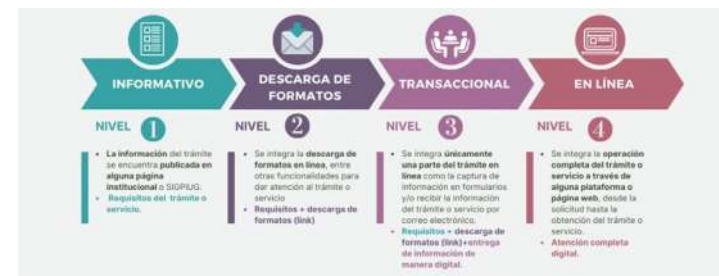 INFORMATIVO
DESCARGA DE
FORMATOS
TRANSACCIONAL
EN LÍNEA
NIVEL 1
• La información del trámite
se encuentra publicada en
alguna página
institucional o SIGPIUG.
• Requisitos del trámite o
servicio.
NIVEL 2
• Se integra la descarga de
formatos en línea, entre
otras funcionalidades para
dar atención al trámite o
servicio
• Requisitos + descarga de
formatos (link)
NIVEL 3
• Se integra únicamente
una parte del trámite en
línea como la captura de
información en formularios
y/o recibir la información
del trámite o servicio por
correo electrónico.
• Requisitos + descarga de
formatos (link)+entrega
de información de
manera digital.
NIVEL 4
• Se integra la operación
completa del trámite o
servicio a través de
alguna plataforma o
página web, desde la
solicitud hasta la
obtención del trámite o
servicio.
• Atención completa
digital.